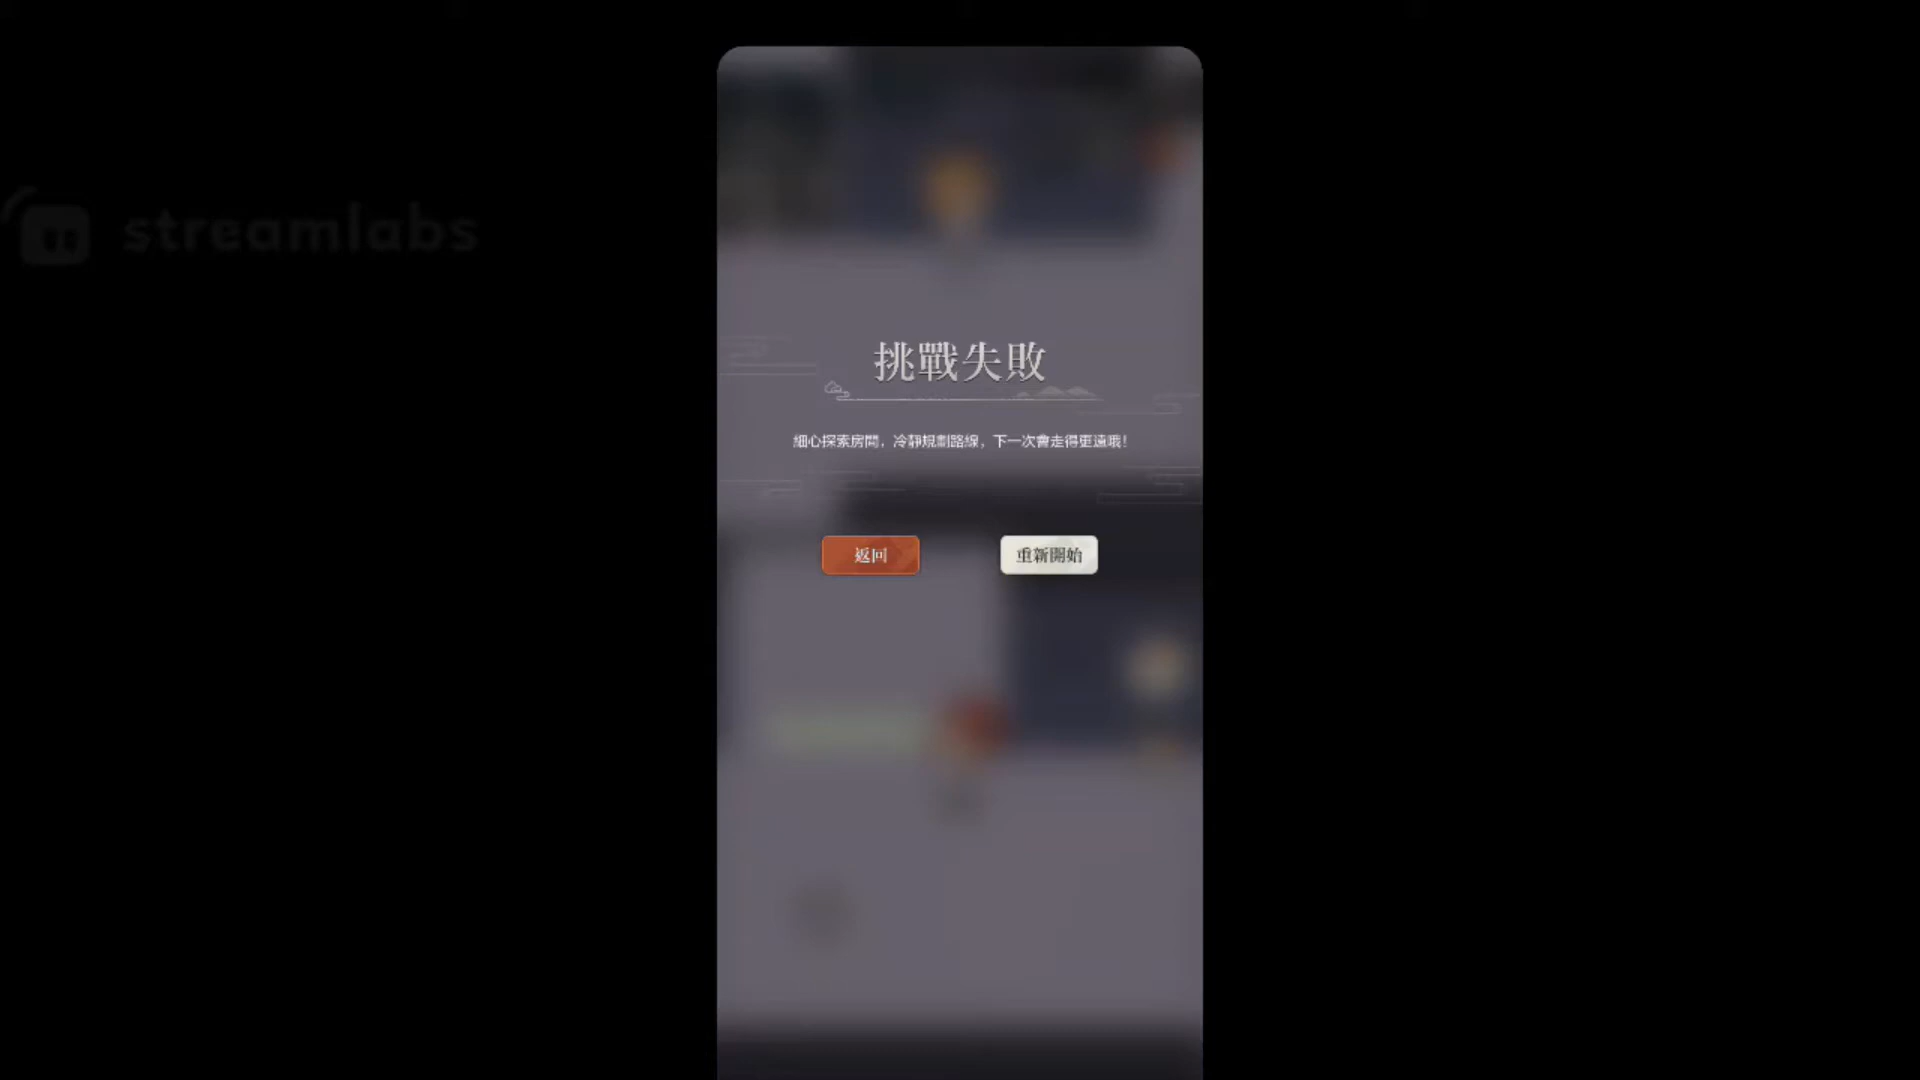 streamlabs
挑戰失敗
細心探索房間，冷靜規劃路線，下一次會走得更遠哦！
返回
重新開始